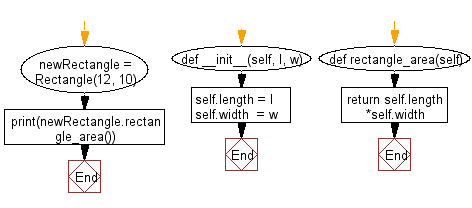 newRectangle =
Rectangle(12, 10)
print(newRectangle.rectan
gle_area())
End
def __init__(self, l, w)
self.length = l
self.width  = w
End
def rectangle_area(self)
return self.length
*self.width
End